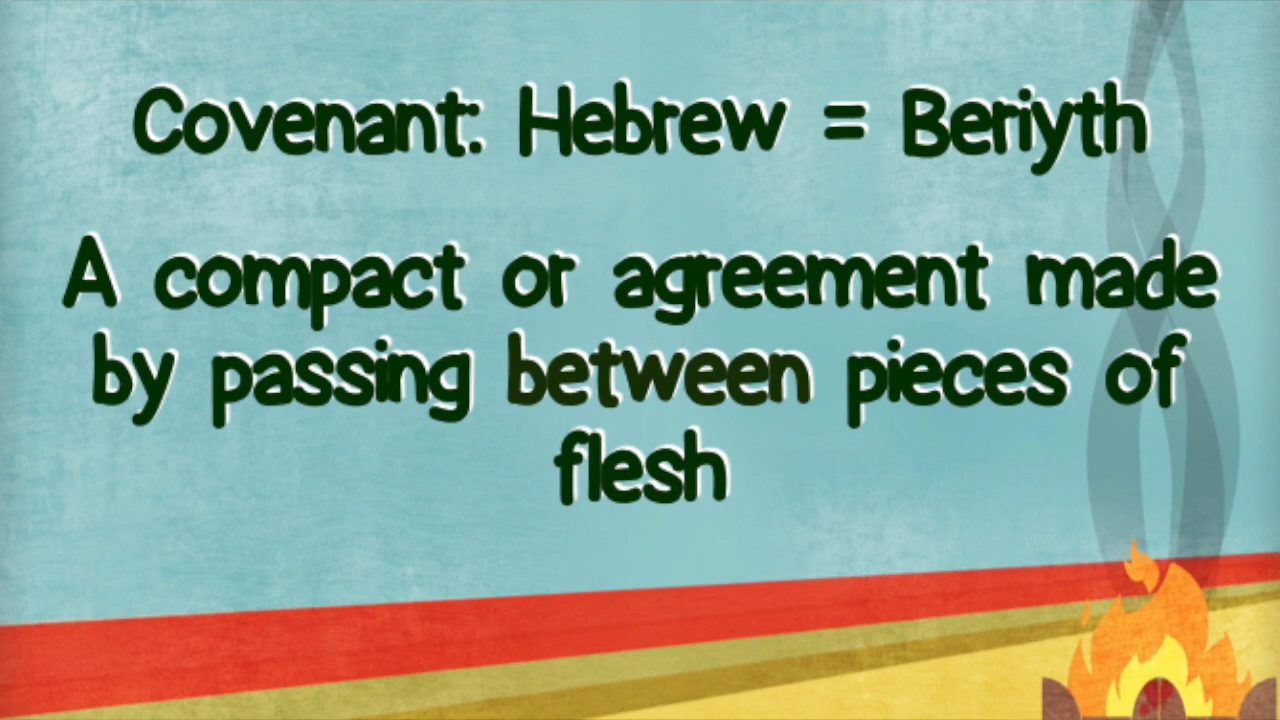 Covenant: Hebrew = Beriyth
A compact or agreement made
by passing between pieces of
flesh